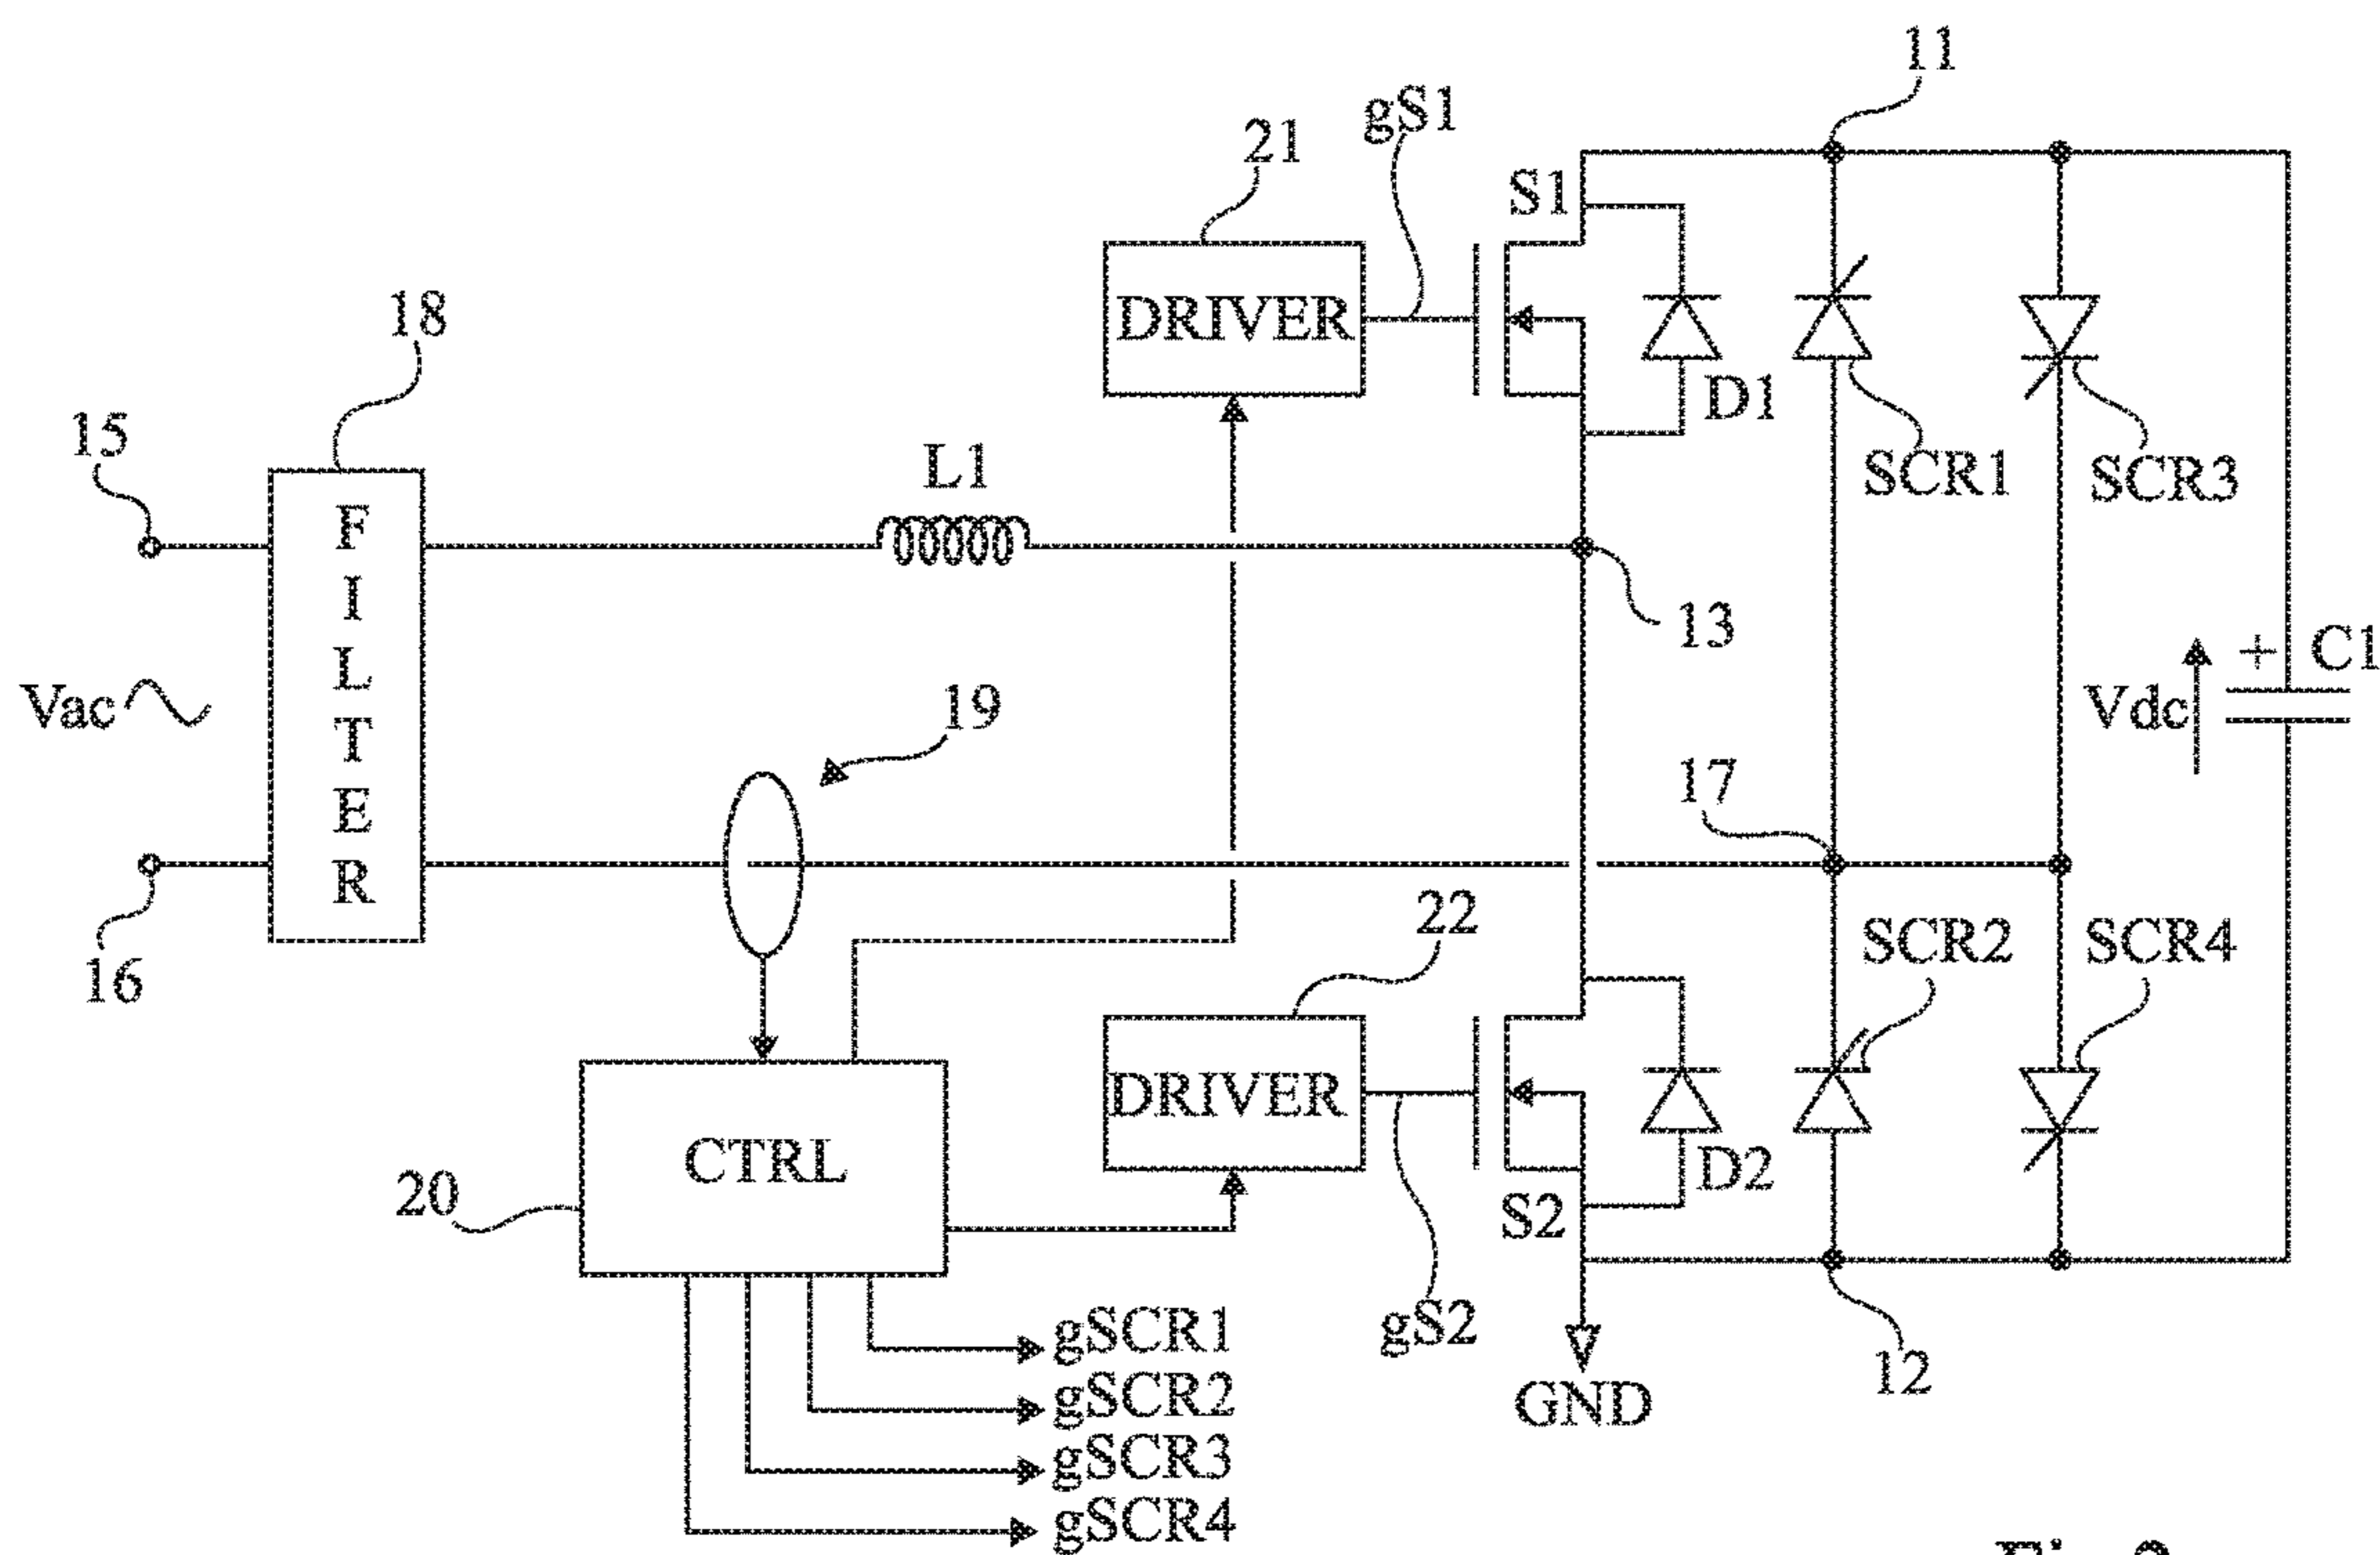 11
gS1
21
S1
DRIVER
18
D1
15
L1
SCR1
SCR3
FILTER
13
C1
+
Vdc
Vac
19
17
22
SCR2
SCR4
16
DRIVER
CTRL
D2
20
S2
gS2
gSCR1
12
gSCR2
GND
gSCR3
gSCR4